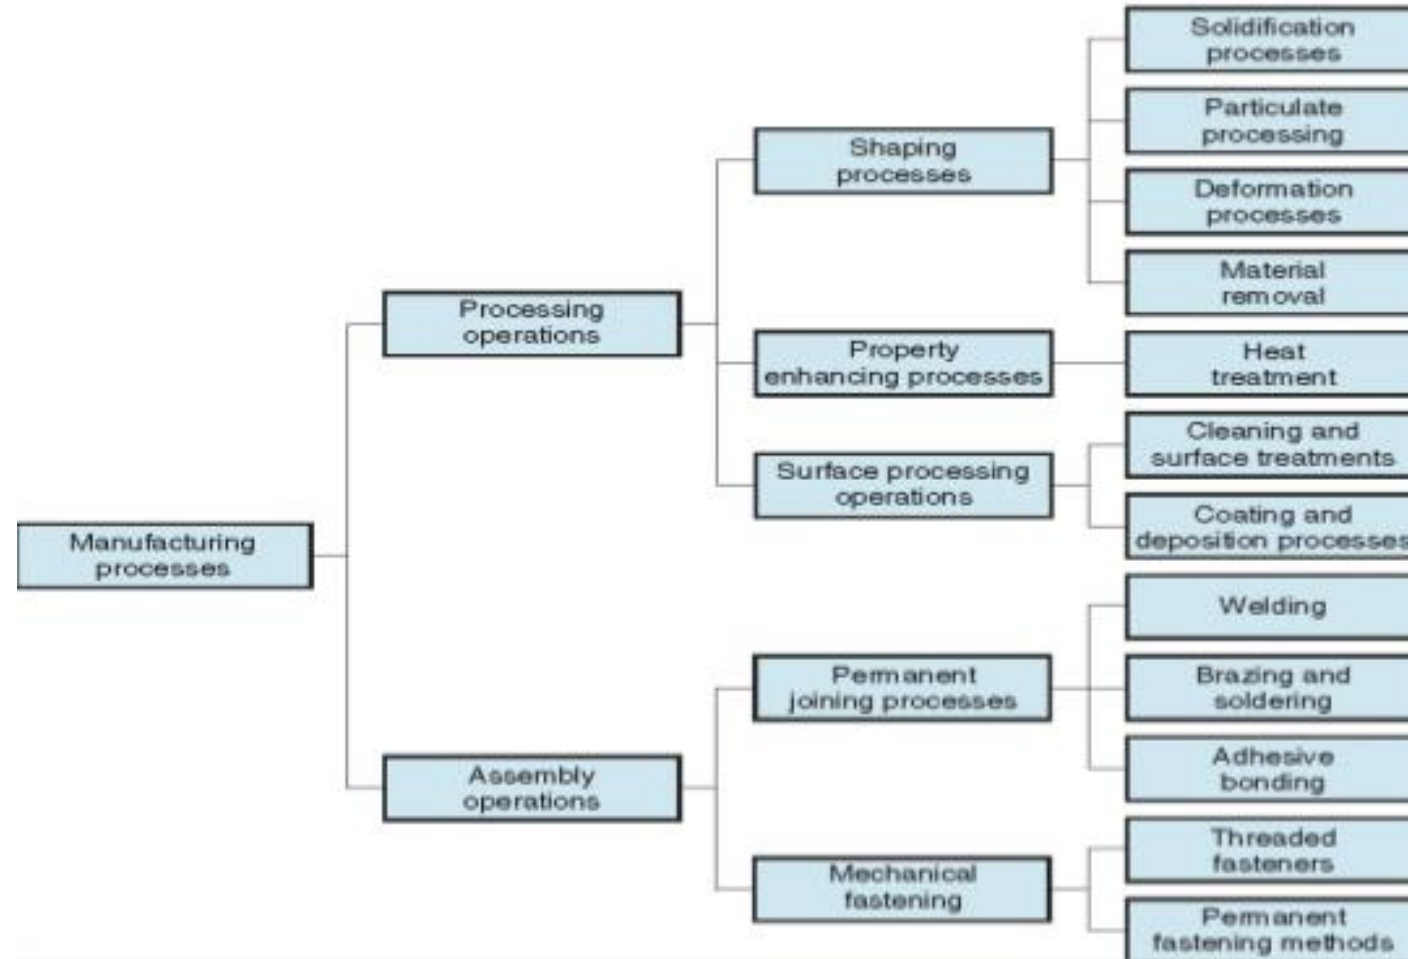 Manufacturing
processes
Processing
operations
Assembly
operations
Shaping
processes
Property
enhancing processes
Surface processing
operations
Permanent
joining processes
Mechanical
fastening
Solidification
processes
Particulate
processing
Deformation
processes
Material
removal
Heat
treatment
Cleaning and
surface treatments
Coating and
deposition processes
Welding
Brazing and
soldering
Adhesive
bonding
Threaded
fasteners
Permanent
fastening methods